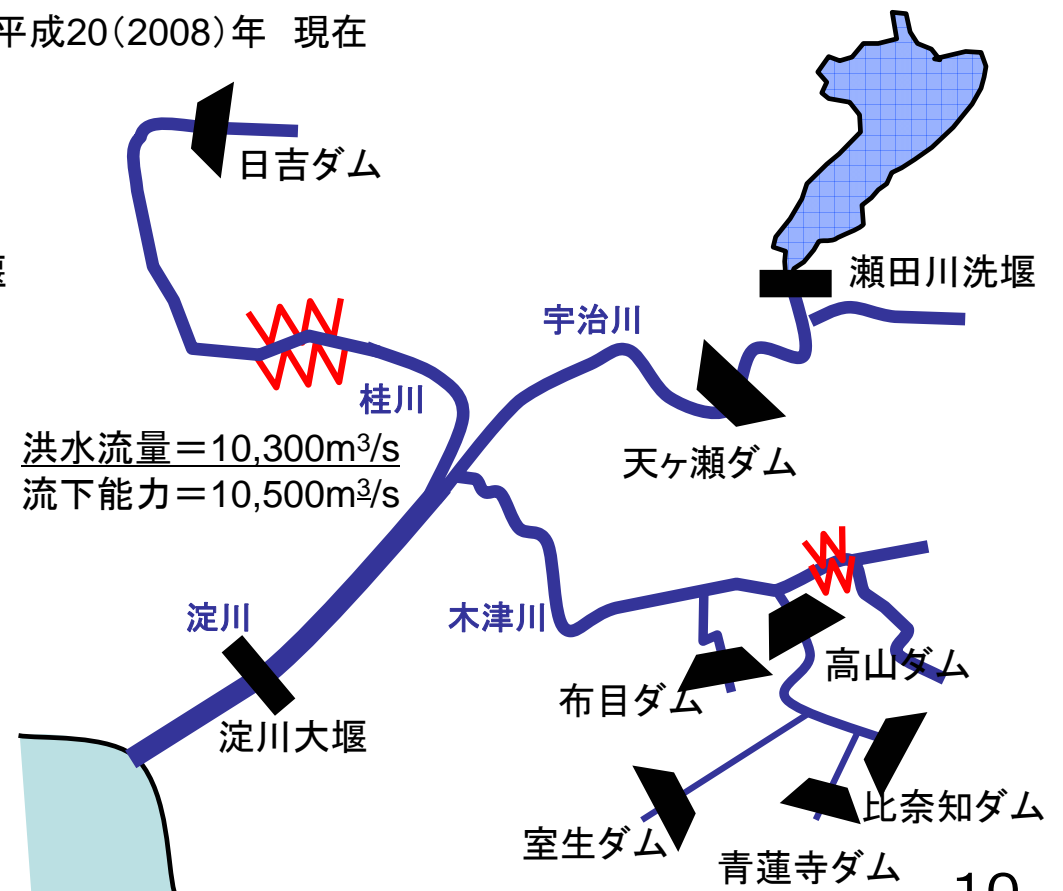 平成20(2008)年 現在
日吉ダム
堰
瀬田川洗堰
宇治川
桂川
洪水流量=10,300m³/s
流下能力=10,500m³/s
天ヶ瀬ダム
淀川
木津川
高山ダム
布目ダム
淀川大堰
比奈知ダム
室生ダム
青蓮寺ダム
10